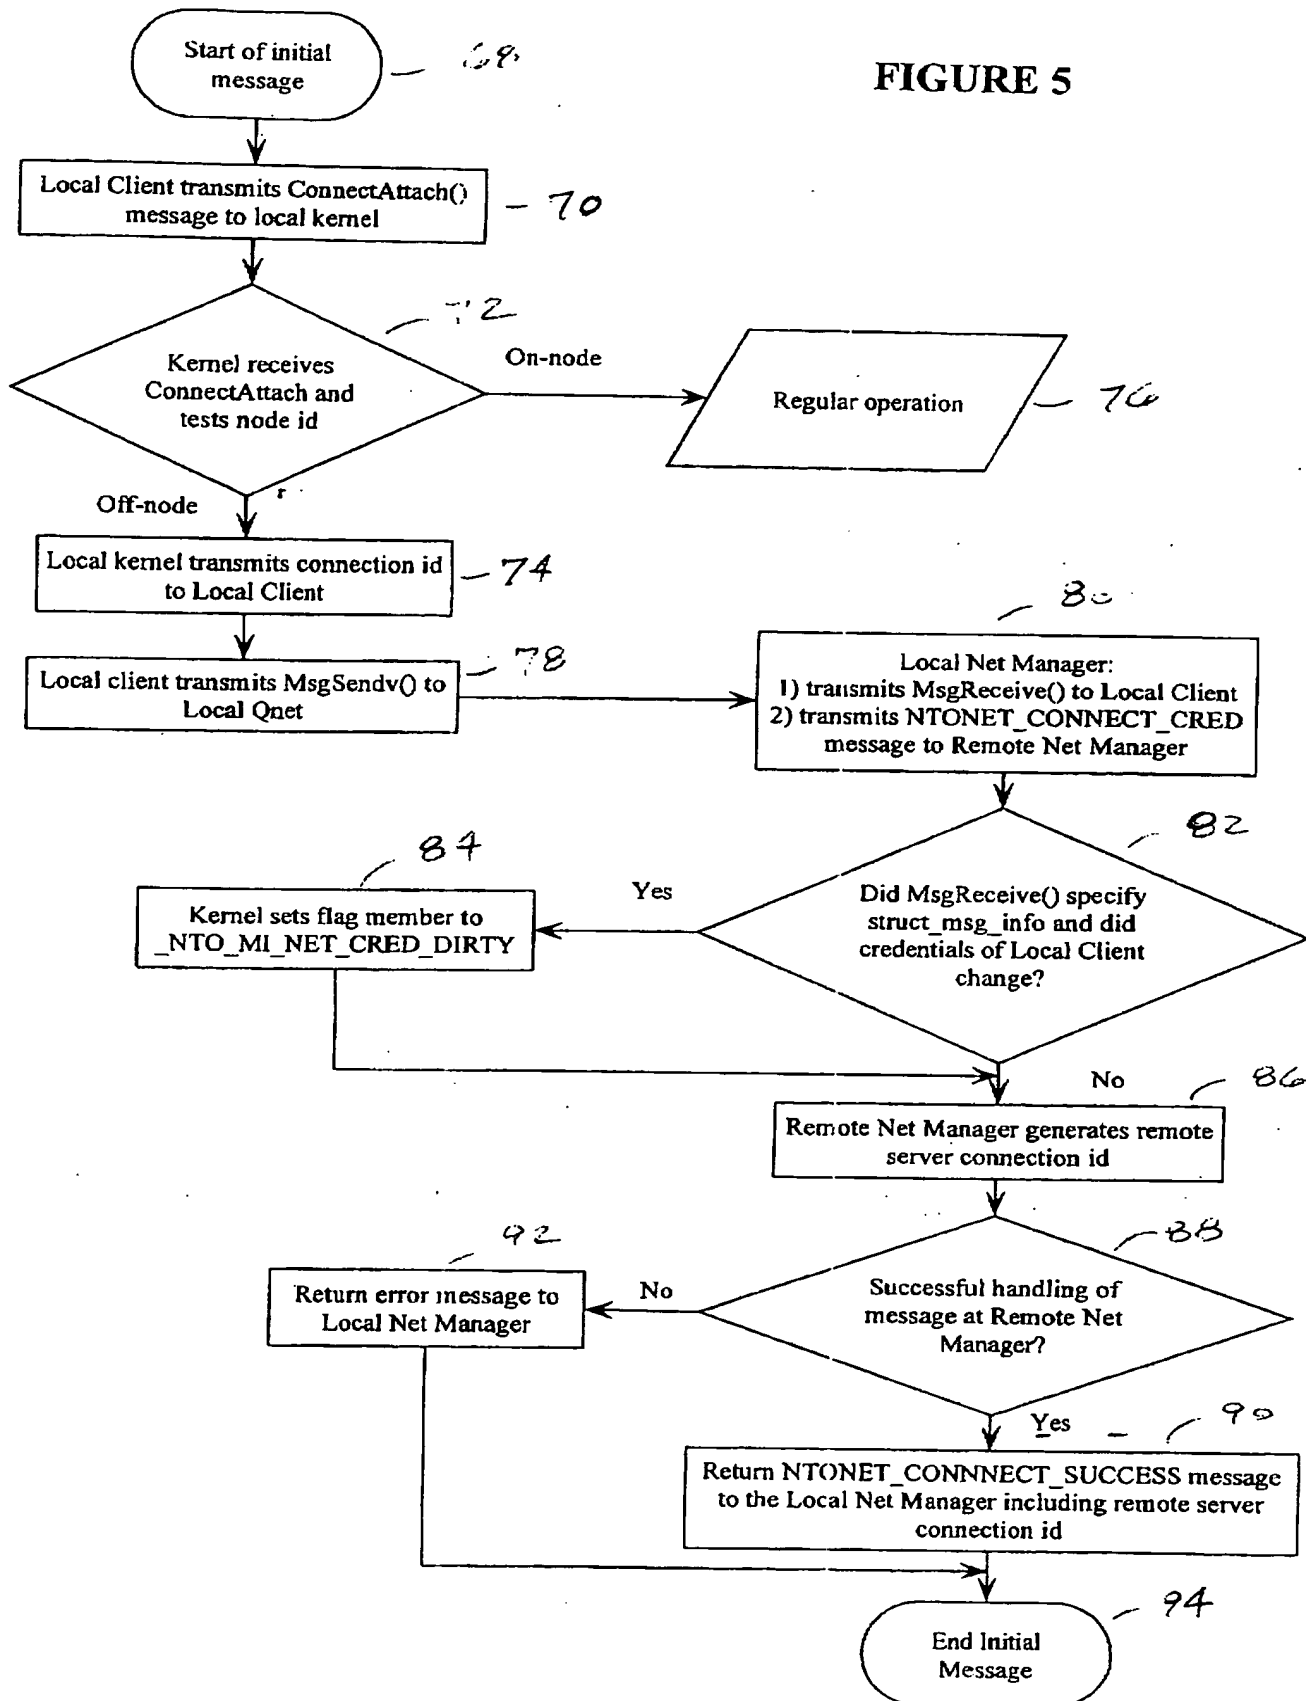 FIGURE 5
Start of initial
message
Local Client transmits ConnectAttach()
message to local kernel
70
Kernel receives
ConnectAttach and
tests node id
72
On-node
Regular operation
76
Off-node
Local kernel transmits connection id
to Local Client
74
Local client transmits MsgSendv() to
Local Qnet
78
80
Local Net Manager:
1) transmits MsgReceive() to Local Client
2) transmits NTONET_CONNECT_CRED
message to Remote Net Manager
82
Did MsgReceive() specify
struct_msg_info and did
credentials of Local Client
change?
Yes
84
Kernel sets flag member to
_NTO_MI_NET_CRED_DIRTY
No
86
Remote Net Manager generates remote
server connection id
88
Successful handling of
message at Remote Net
Manager?
No
92
Return error message to
Local Net Manager
Yes
90
Return NTONET_CONNNECT_SUCCESS message
to the Local Net Manager including remote server
connection id
94
End Initial
Message